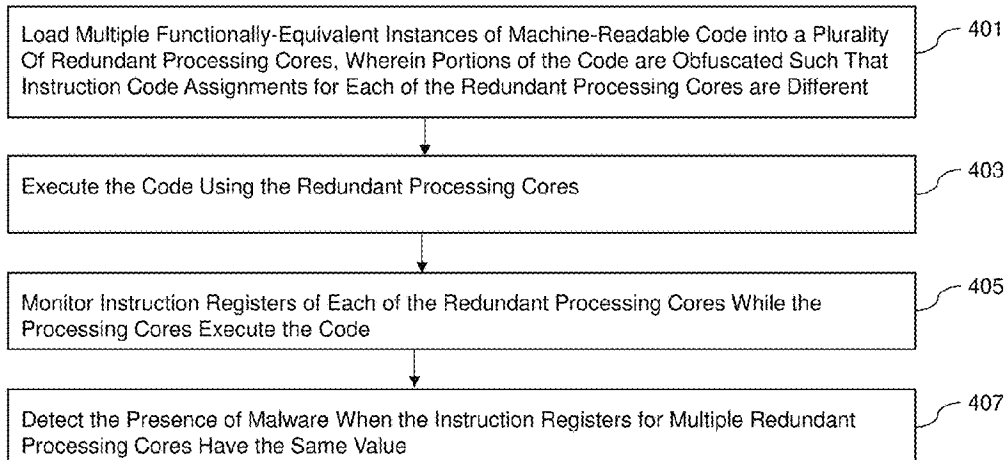 Load Multiple Functionally-Equivalent Instances of Machine-Readable Code into a Plurality
Of Redundant Processing Cores, Wherein Portions of the Code are Obfuscated Such That
Instruction Code Assignments for Each of the Redundant Processing Cores are Different
401
Execute the Code Using the Redundant Processing Cores
403
Monitor Instruction Registers of Each of the Redundant Processing Cores While the
Processing Cores Execute the Code
405
Detect the Presence of Malware When the Instruction Registers for Multiple Redundant
Processing Cores Have the Same Value
407